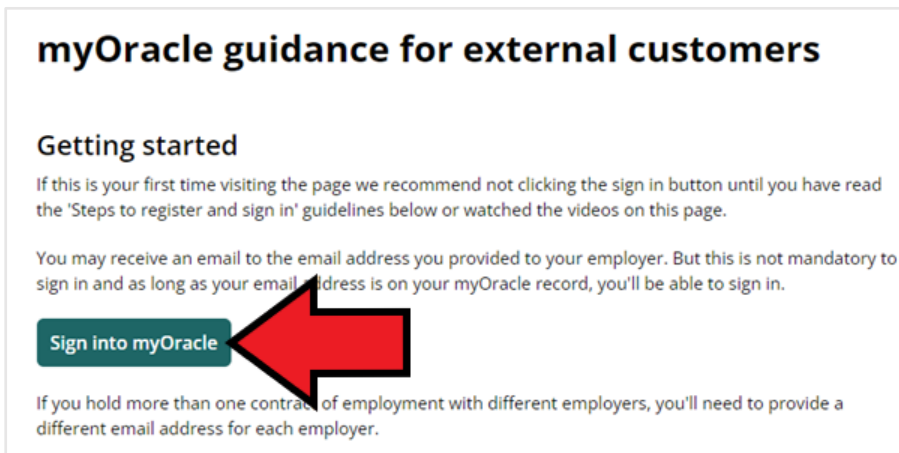 myOracle guidance for external customers
Getting started
If this is your first time visiting the page we recommend not clicking the sign in button until you have read
the 'Steps to register and sign in' guidelines below or watched the videos on this page.
You may receive an email to the email address you provided to your employer. But this is not mandatory to
sign in and as long as your email address is on your myOracle record, you'll be able to sign in.
Sign into myOracle
If you hold more than one contract of employment with different employers, you'll need to provide a
different email address for each employer.